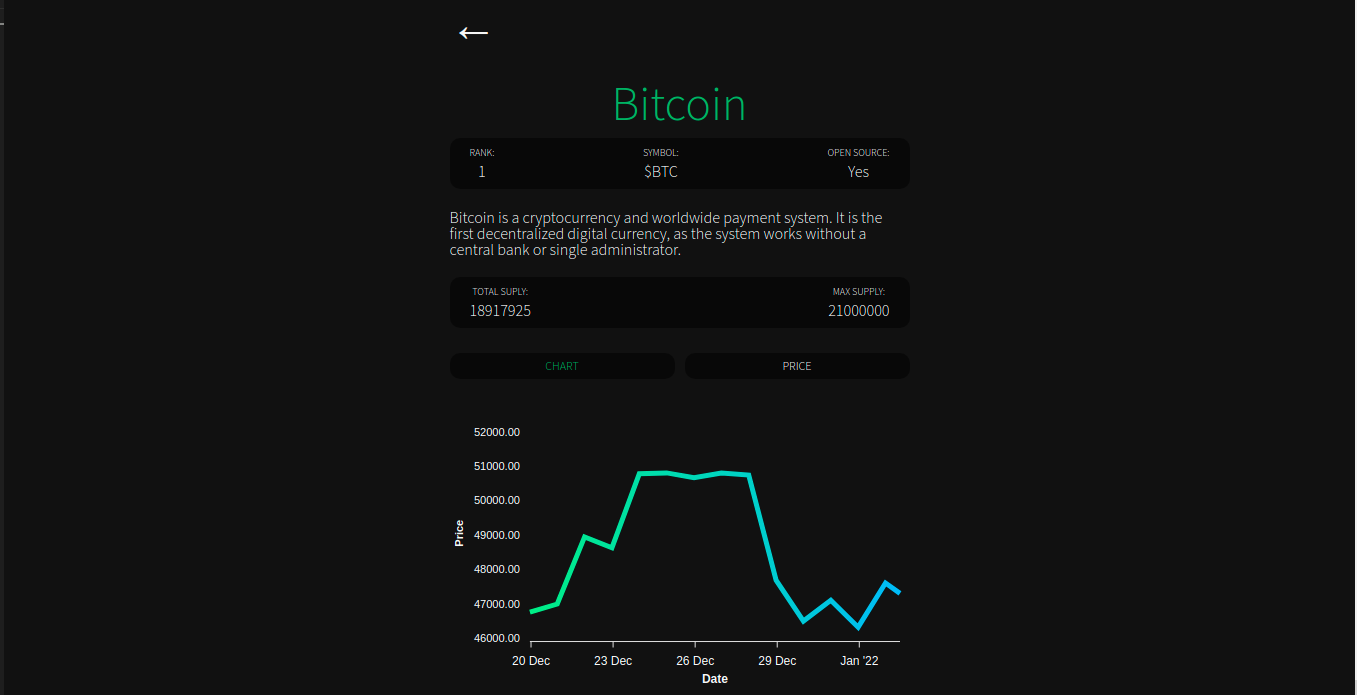 ←
Bitcoin
RANK: SYMBOL: OPEN SOURCE:
1 $BTC Yes
Bitcoin is a cryptocurrency and worldwide payment system. It is the
first decentralized digital currency, as the system works without a
central bank or single administrator.
TOTAL SUPLY: MAX SUPPLY:
18917925 21000000
CHART PRICE
52000.00
51000.00
50000.00
49000.00
48000.00
47000.00
46000.00
Price
20 Dec 23 Dec 26 Dec 29 Dec Jan '22
Date